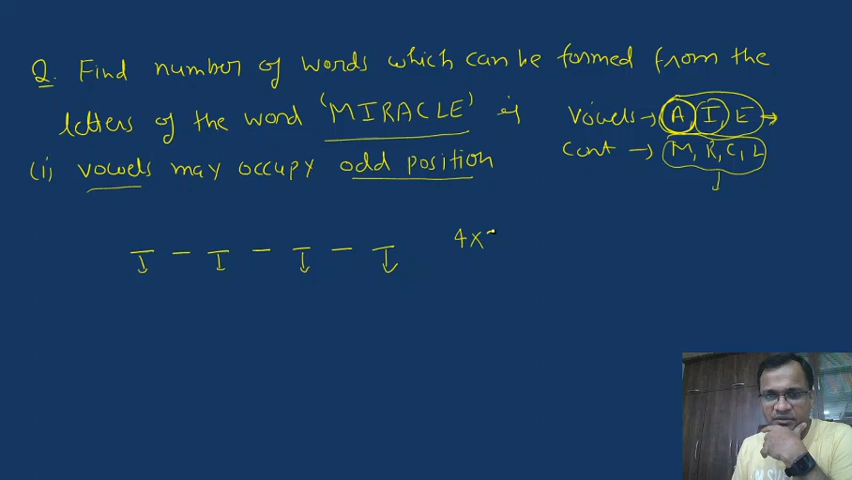 Q. Find number of words which can be formed from the
letters of the word 'MIRACLE' if
Vowels → A, I, E →
Cont → M, R, C, L
(i) vowels may occupy odd position
4x